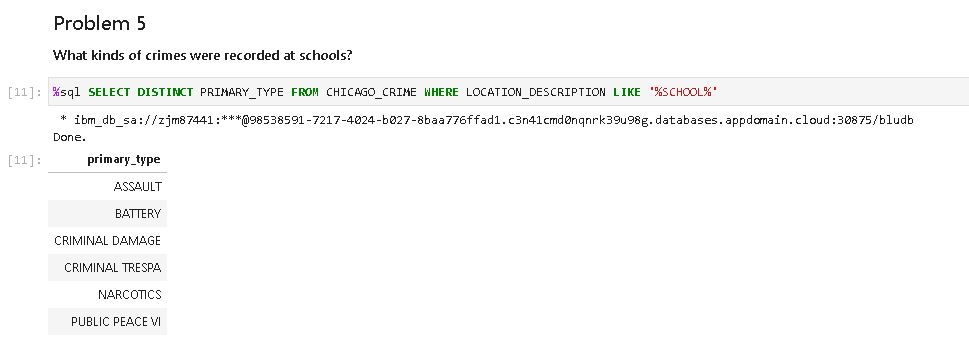 Problem 5
What kinds of crimes were recorded at schools?
[11]: %sql SELECT DISTINCT PRIMARY_TYPE FROM CHICAGO_CRIME WHERE LOCATION_DESCRIPTION LIKE '%SCHOOL%'
* ibm_db_sa://zjm87441:***@98538591-7217-4024-b027-8baa776ffad1.c3n41cmd0nqnrk39u98g.databases.appdomain.cloud:30875/bludb
Done.
[11]: primary_type
ASSAULT
BATTERY
CRIMINAL DAMAGE
CRIMINAL TRESPA
NARCOTICS
PUBLIC PEACE VI